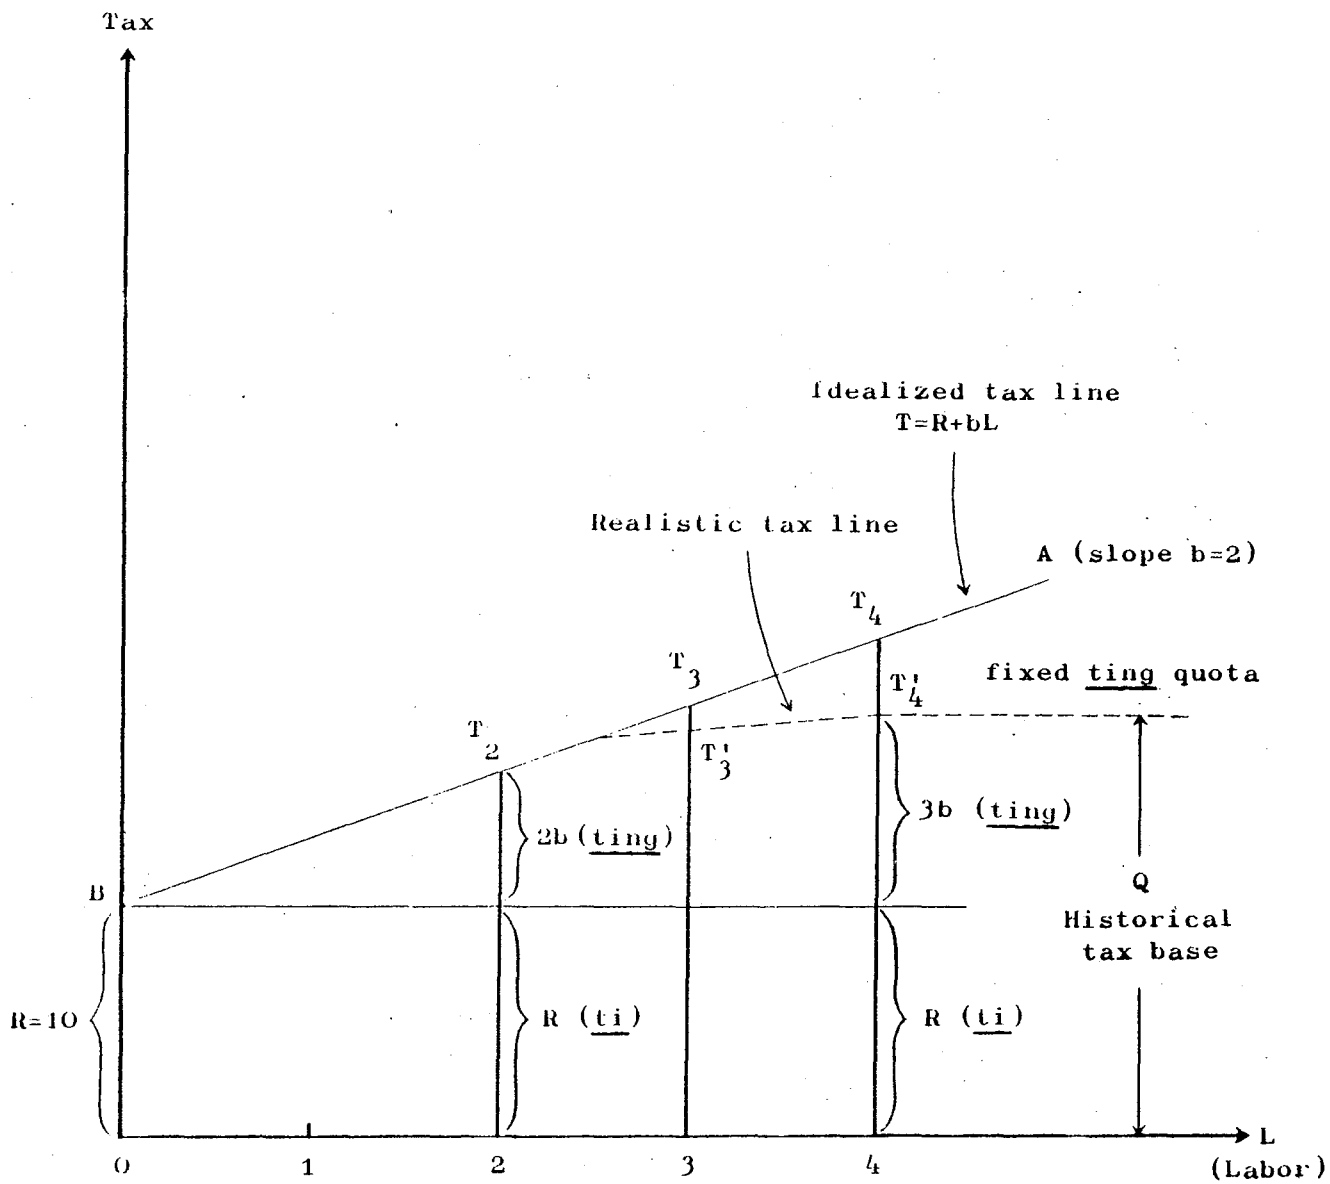 Tax
Idealized tax line
T=R+bL
Realistic tax line
A (slope b=2)
T4
T3
T'4
fixed ting quota
T2
T'3
3b (ting)
2b (ting)
B
Q
Historical
tax base
R=10
R (ti)
R (ti)
L
0
1
2
3
4
(Labor)